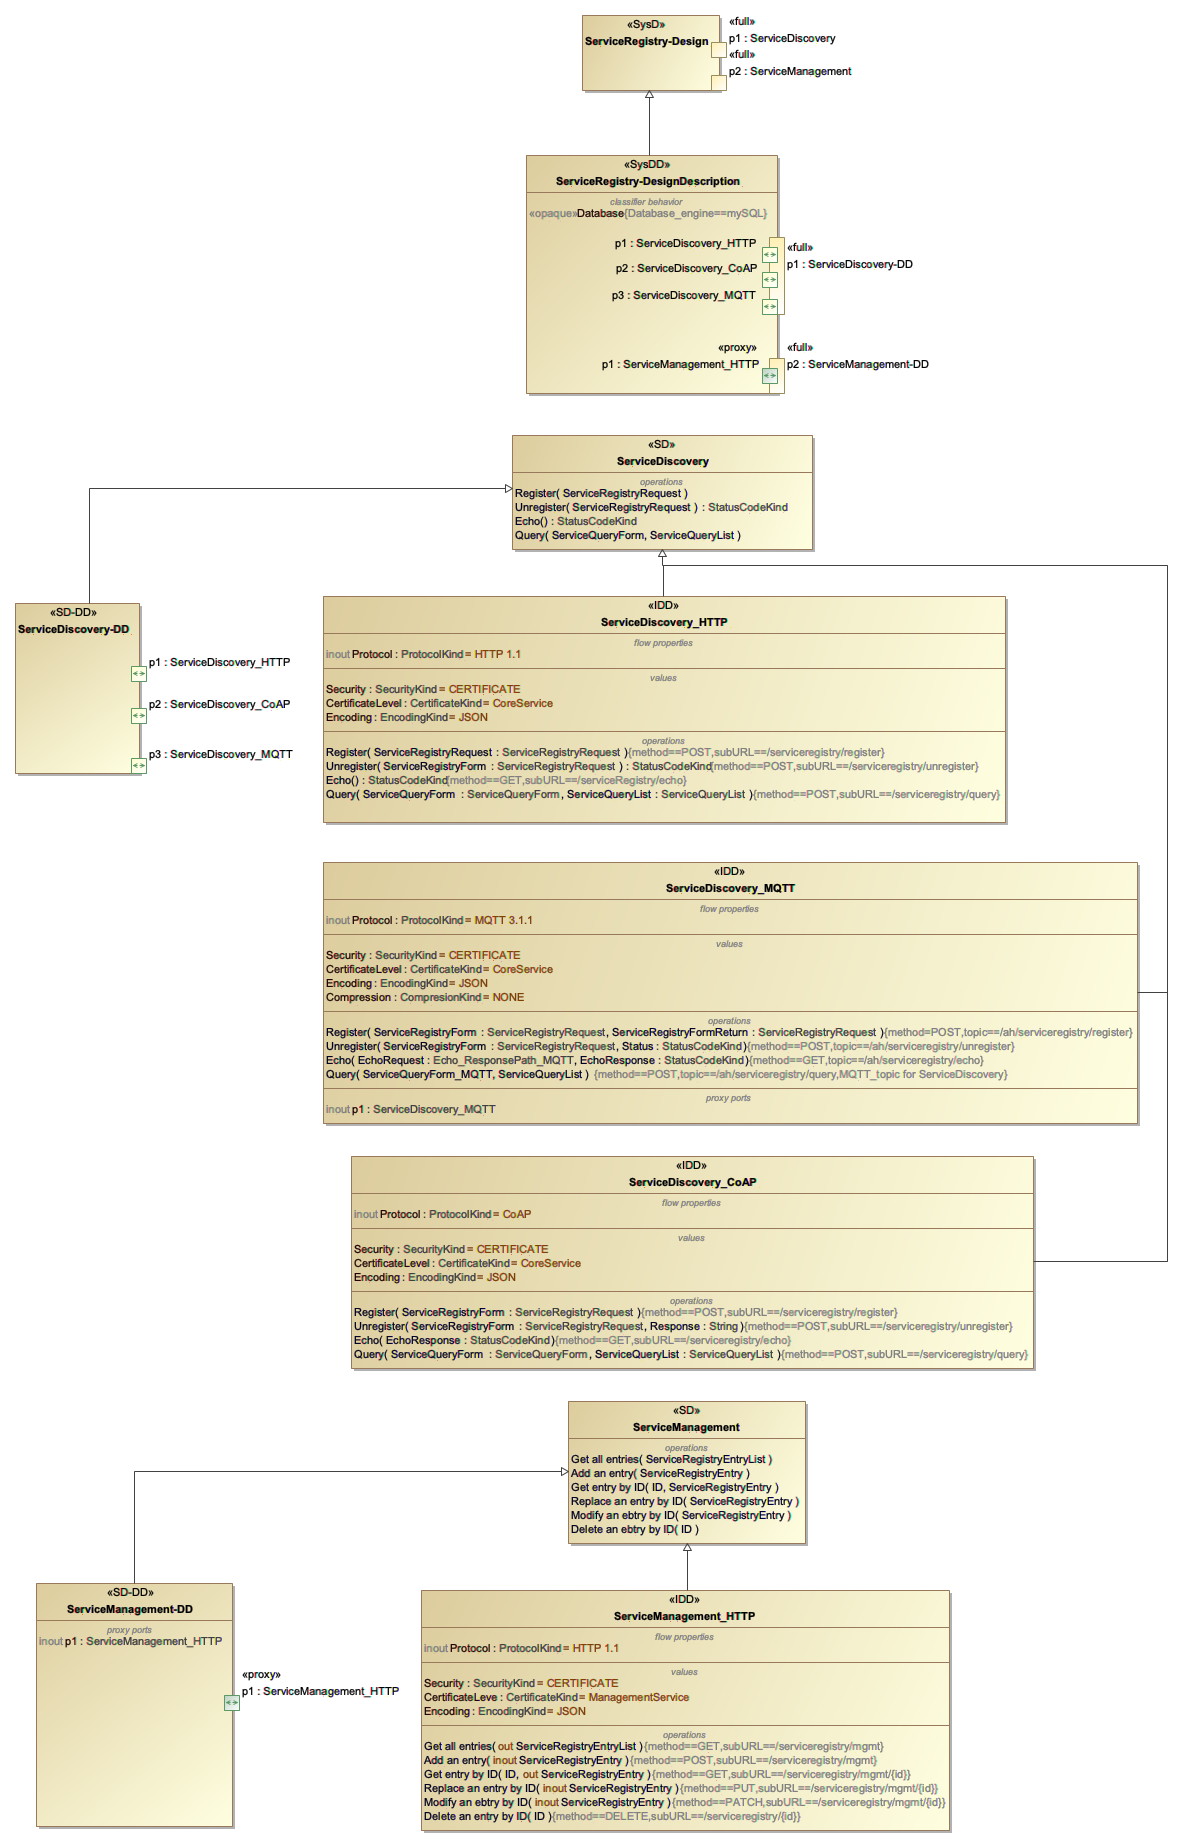 «SysD»
ServiceRegistry-Design
«full»
p1 : ServiceDiscovery
«full»
p2 : ServiceManagement
«SysDD»
ServiceRegistry-DesignDescription
classifier behavior
«opaque»Database{Database_engine==mySQL}
p1 : ServiceDiscovery_HTTP
p2 : ServiceDiscovery_CoAP
p3 : ServiceDiscovery_MQTT
«full»
p1 : ServiceDiscovery-DD
«proxy»
p1 : ServiceManagement_HTTP
«full»
p2 : ServiceManagement-DD
«SD»
ServiceDiscovery
operations
Register( ServiceRegistryRequest )
Unregister( ServiceRegistryRequest ) : StatusCodeKind
Echo() : StatusCodeKind
Query( ServiceQueryForm, ServiceQueryList )
«SD-DD»
ServiceDiscovery-DD
p1 : ServiceDiscovery_HTTP
p2 : ServiceDiscovery_CoAP
p3 : ServiceDiscovery_MQTT
«IDD»
ServiceDiscovery_HTTP
flow properties
inout Protocol : ProtocolKind = HTTP 1.1
values
Security : SecurityKind = CERTIFICATE
CertificateLevel : CertificateKind = CoreService
Encoding : EncodingKind = JSON
operations
Register( ServiceRegistryRequest : ServiceRegistryRequest ){method==POST,subURL==/serviceregistry/register}
Unregister( ServiceRegistryForm : ServiceRegistryRequest ) : StatusCodeKind{method==POST,subURL==/serviceregistry/unregister}
Echo() : StatusCodeKind{method==GET,subURL==/serviceRegistry/echo}
Query( ServiceQueryForm : ServiceQueryForm, ServiceQueryList : ServiceQueryList ){method==POST,subURL==/serviceregistry/query}
«IDD»
ServiceDiscovery_MQTT
flow properties
inout Protocol : ProtocolKind = MQTT 3.1.1
values
Security : SecurityKind = CERTIFICATE
CertificateLevel : CertificateKind = CoreService
Encoding : EncodingKind = JSON
Compression : CompresionKind = NONE
operations
Register( ServiceRegistryForm : ServiceRegistryRequest, ServiceRegistryFormReturn : ServiceRegistryRequest ){method=POST,topic==/ah/serviceregistry/register}
Unregister( ServiceRegistryForm : ServiceRegistryRequest, Status : StatusCodeKind ){method==POST,topic==/ah/serviceregistry/unregister}
Echo( EchoRequest : Echo_ResponsePath_MQTT, EchoResponse : StatusCodeKind ){method==GET,topic==/ah/serviceregistry/echo}
Query( ServiceQueryForm_MQTT, ServiceQueryList ) {method==POST,topic==/ah/serviceregistry/query,MQTT_topic for ServiceDiscovery}
proxy ports
inout p1 : ServiceDiscovery_MQTT
«IDD»
ServiceDiscovery_CoAP
flow properties
inout Protocol : ProtocolKind = CoAP
values
Security : SecurityKind = CERTIFICATE
CertificateLevel : CertificateKind = CoreService
Encoding : EncodingKind = JSON
operations
Register( ServiceRegistryForm : ServiceRegistryRequest ){method==POST,subURL==/serviceregistry/register}
Unregister( ServiceRegistryForm : ServiceRegistryRequest, Response : String ){method==POST,subURL==/serviceregistry/unregister}
Echo( EchoResponse : StatusCodeKind ){method==GET,subURL==/serviceregistry/echo}
Query( ServiceQueryForm : ServiceQueryForm, ServiceQueryList : ServiceQueryList ){method==POST,subURL==/serviceregistry/query}
«SD»
ServiceManagement
operations
Get all entries( ServiceRegistryEntryList )
Add an entry( ServiceRegistryEntry )
Get entry by ID( ID, ServiceRegistryEntry )
Replace an entry by ID( ServiceRegistryEntry )
Modify an ebtry by ID( ServiceRegistryEntry )
Delete an ebtry by ID( ID )
«SD-DD»
ServiceManagement-DD
proxy ports
inout p1 : ServiceManagement_HTTP
«proxy»
p1 : ServiceManagement_HTTP
«IDD»
ServiceManagement_HTTP
flow properties
inout Protocol : ProtocolKind = HTTP 1.1
values
Security : SecurityKind = CERTIFICATE
CertificateLeve : CertificateKind = ManagementService
Encoding : EncodingKind = JSON
operations
Get all entries( out ServiceRegistryEntryList ){method==GET,subURL==/serviceregistry/mgmt}
Add an entry( inout ServiceRegistryEntry ){method==POST,subURL==/serviceregistry/mgmt}
Get entry by ID( ID, out ServiceRegistryEntry ){method==GET,subURL==/serviceregistry/mgmt/{id}}
Replace an entry by ID( inout ServiceRegistryEntry ){method==PUT,subURL==/serviceregistry/mgmt/{id}}
Modify an ebtry by ID( inout ServiceRegistryEntry ){method==PATCH,subURL==/serviceregistry/mgmt/{id}}
Delete an entry by ID( ID ){method==DELETE,subURL==/serviceregistry/{id}}